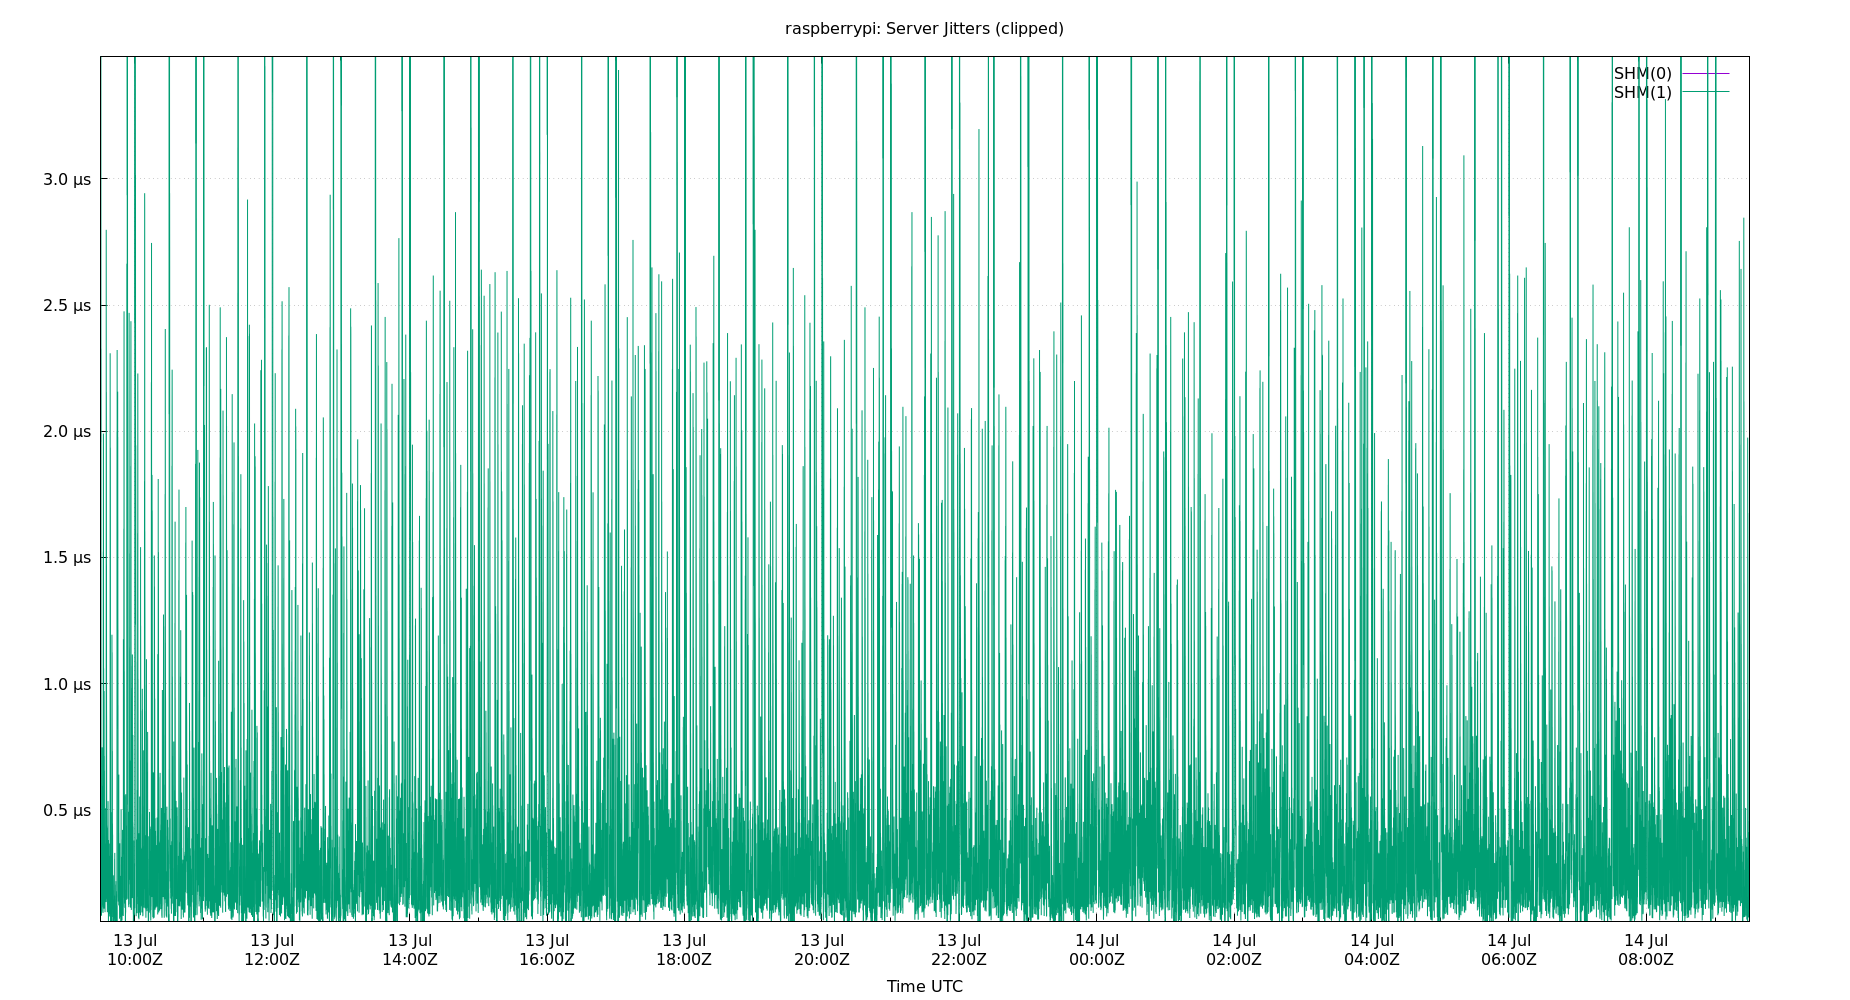 raspberrypi: Server Jitters (clipped)
SHM(0)
SHM(1)
3.0 µs
2.5 µs
2.0 µs
1.5 µs
1.0 µs
0.5 µs
13 Jul 13 Jul 13 Jul 13 Jul 13 Jul 13 Jul 13 Jul 14 Jul 14 Jul 14 Jul 14 Jul 14 Jul
10:00Z 12:00Z 14:00Z 16:00Z 18:00Z 20:00Z 22:00Z 00:00Z 02:00Z 04:00Z 06:00Z 08:00Z
Time UTC